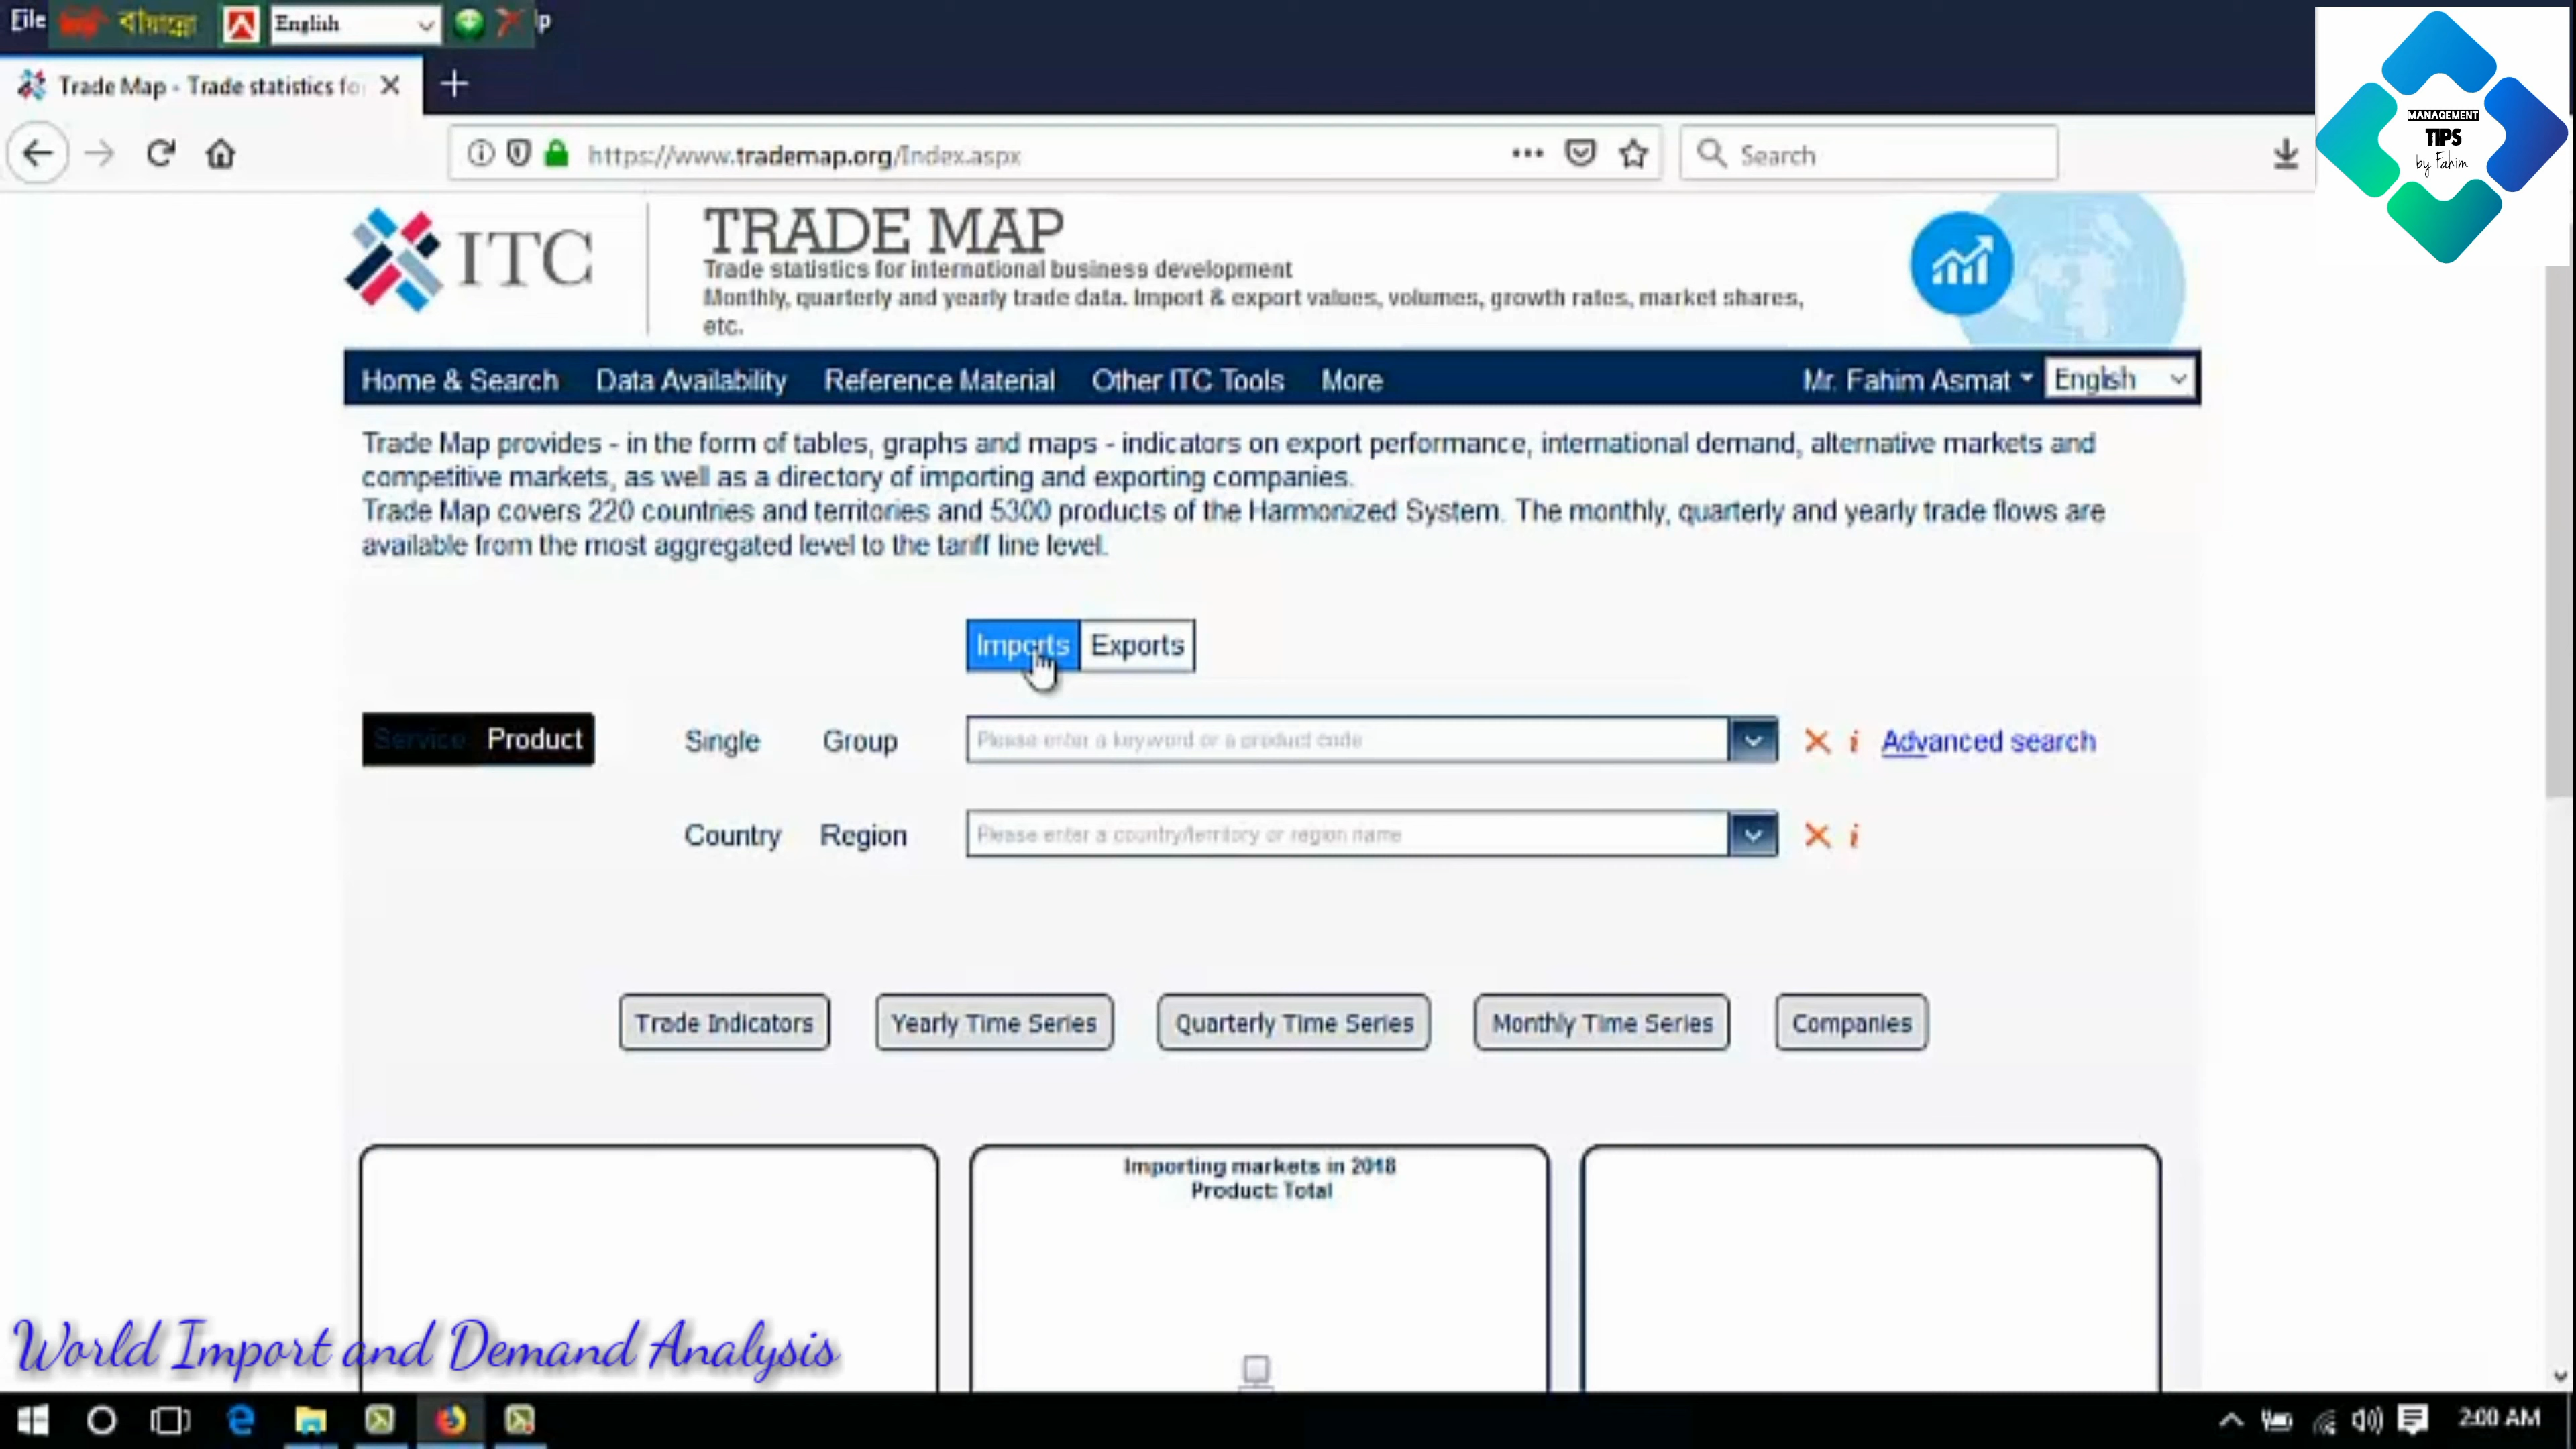 File
বায়ান্নো
English
p
Trade Map - Trade statistics fo
https://www.trademap.org/Index.aspx
Search
MANAGEMENT
TIPS
by Fahim
ITC
TRADE MAP
Trade statistics for international business development
Monthly, quarterly and yearly trade data. Import & export values, volumes, growth rates, market shares,
etc.
Home & Search Data Availability Reference Material Other ITC Tools More Mr. Fahim Asmat English
Trade Map provides - in the form of tables, graphs and maps - indicators on export performance, international demand, alternative markets and
competitive markets, as well as a directory of importing and exporting companies.
Trade Map covers 220 countries and territories and 5300 products of the Harmonized System. The monthly, quarterly and yearly trade flows are
available from the most aggregated level to the tariff line level.
Imports Exports
Service Product Single Group Please enter a keyword or a product code Advanced search
Country Region Please enter a country/territory or region name
Trade Indicators Yearly Time Series Quarterly Time Series Monthly Time Series Companies
Importing markets in 2018
Product: Total
World Import and Demand Analysis
2:00 AM